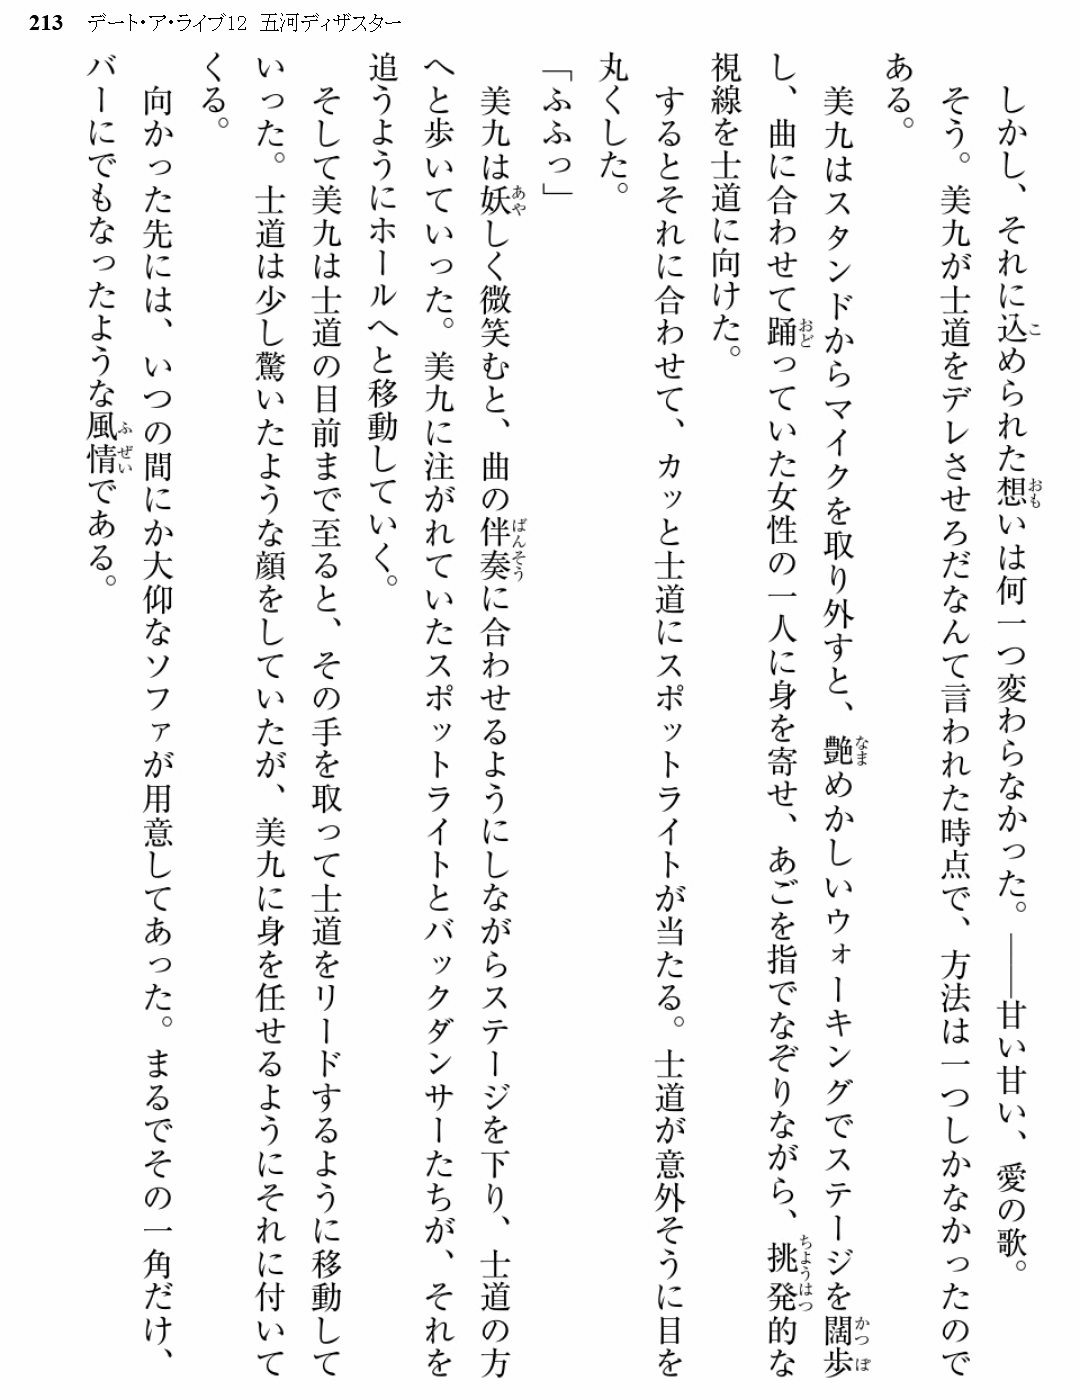 213 デート・ア・ライブ12 五河ディザスター
しかし、それに込められた想いは何一つ変わらなかった。――甘い甘い、愛の歌。
そう。美九が士道をデレさせろだなんて言われた時点で、方法は一つしかなかったので
ある。
美九はスタンドからマイクを取り外すと、艶めかしいウォーキングでステージを闊歩
し、曲に合わせて踊っていた女性の一人に身を寄せ、あごを指でなぞりながら、挑発的な
視線を士道に向けた。
するとそれに合わせて、カッと士道にスポットライトが当たる。士道が意外そうに目を
丸くした。
「ふふっ」
美九は妖しく微笑むと、曲の伴奏に合わせるようにしながらステージを下り、士道の方
へと歩いていった。美九に注がれていたスポットライトとバックダンサーたちが、それを
追うようにホールへと移動していく。
そして美九は士道の目前まで至ると、その手を取って士道をリードするように移動して
いった。士道は少し驚いたような顔をしていたが、美九に身を任せるようにそれに付いて
くる。
向かった先には、いつの間にか大仰なソファが用意してあった。まるでその一角だけ、
バーにでもなったような風情である。